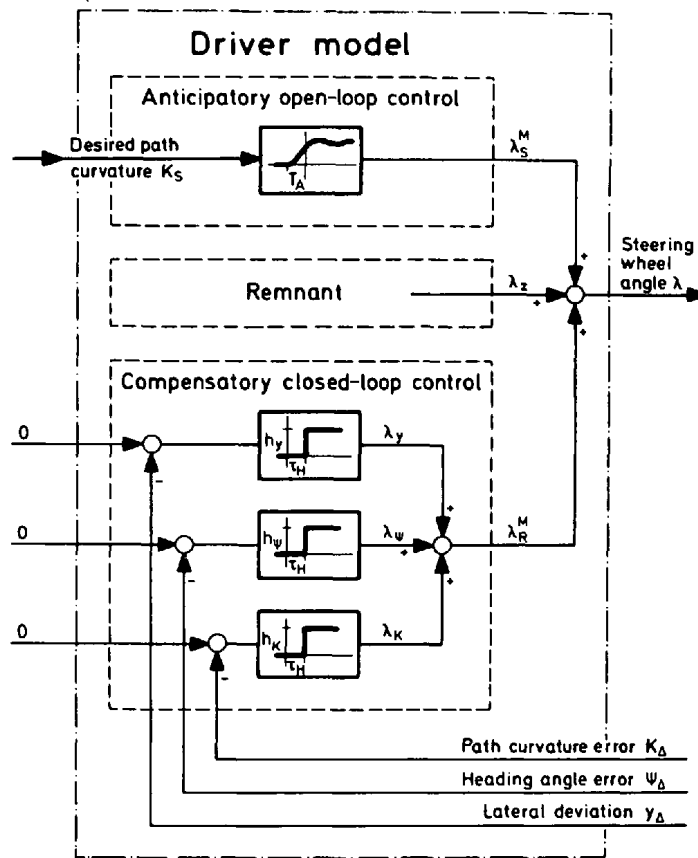 Driver model
Anticipatory open-loop control
Desired path
curvature K_S
T_A
λ_S^M
Steering
wheel
angle λ
+
Remnant
λ_z
+
+
Compensatory closed-loop control
0
h_y
τ_H
λ_y
-
+
0
h_ψ
τ_H
λ_ψ
+
λ_R^M
-
+
0
h_K
τ_H
λ_K
-
Path curvature error K_Δ
Heading angle error Ψ_Δ
Lateral deviation y_Δ